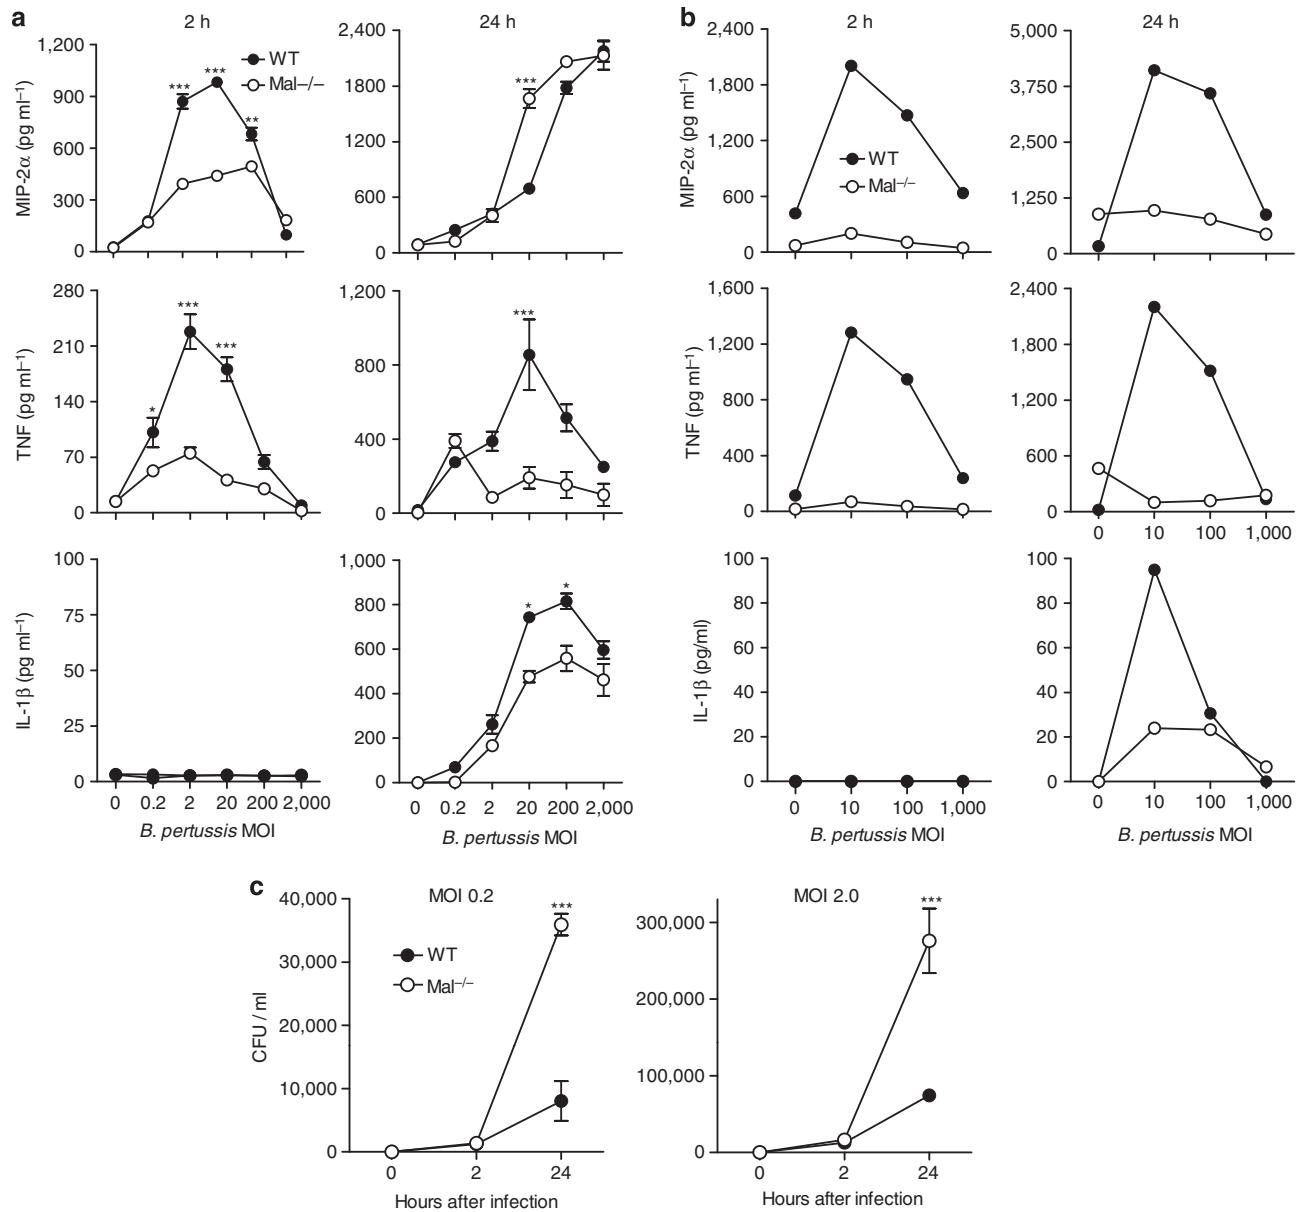 a
2 h
24 h
b
2 h
24 h
MIP-2α (pg ml⁻¹)
1,200
900
600
300
0
WT
Mal–/–
***
***
**
2,400
1800
1200
600
0
***
MIP-2α (pg ml⁻¹)
2,400
1,800
1,200
600
0
WT
Mal⁻/⁻
5,000
3,750
2,500
1,250
0
TNF (pg ml⁻¹)
280
210
140
70
0
*
***
***
1,200
800
400
0
***
TNF (pg ml⁻¹)
1,600
1,200
800
400
0
2,400
1,800
1,200
600
0
0 10 100 1,000
IL-1β (pg ml⁻¹)
100
75
50
25
0
0 0.2 2 20 200 2,000
B. pertussis MOI
1,000
800
600
400
200
0
*
*
0 0.2 2 20 200 2,000
B. pertussis MOI
IL-1β (pg/ml)
100
80
60
40
20
0
0 10 100 1,000
B. pertussis MOI
100
80
60
40
20
0
0 10 100 1,000
B. pertussis MOI
c
MOI 0.2
CFU / ml
40,000
30,000
20,000
10,000
0
WT
Mal⁻/⁻
***
0 2 24
Hours after infection
MOI 2.0
300,000
200,000
100,000
0
***
0 2 24
Hours after infection